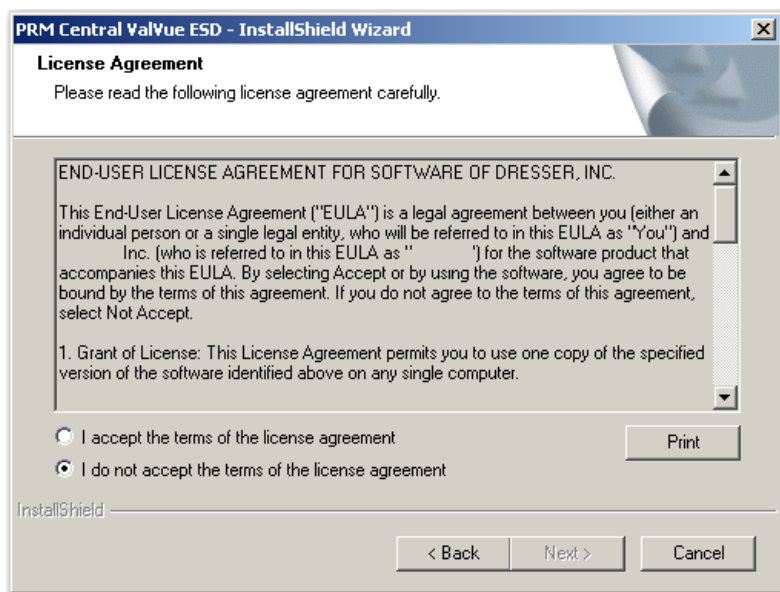 PRM Central ValVue ESD - InstallShield Wizard
License Agreement
Please read the following license agreement carefully.
END-USER LICENSE AGREEMENT FOR SOFTWARE OF DRESSER, INC.
This End-User License Agreement ("EULA") is a legal agreement between you (either an
individual person or a single legal entity, who will be referred to in this EULA as "You") and
Inc. (who is referred to in this EULA as " ") for the software product that
accompanies this EULA. By selecting Accept or by using the software, you agree to be
bound by the terms of this agreement. If you do not agree to the terms of this agreement,
select Not Accept.
1. Grant of License: This License Agreement permits you to use one copy of the specified
version of the software identified above on any single computer.
I accept the terms of the license agreement
Print
I do not accept the terms of the license agreement
InstallShield
< Back Next > Cancel